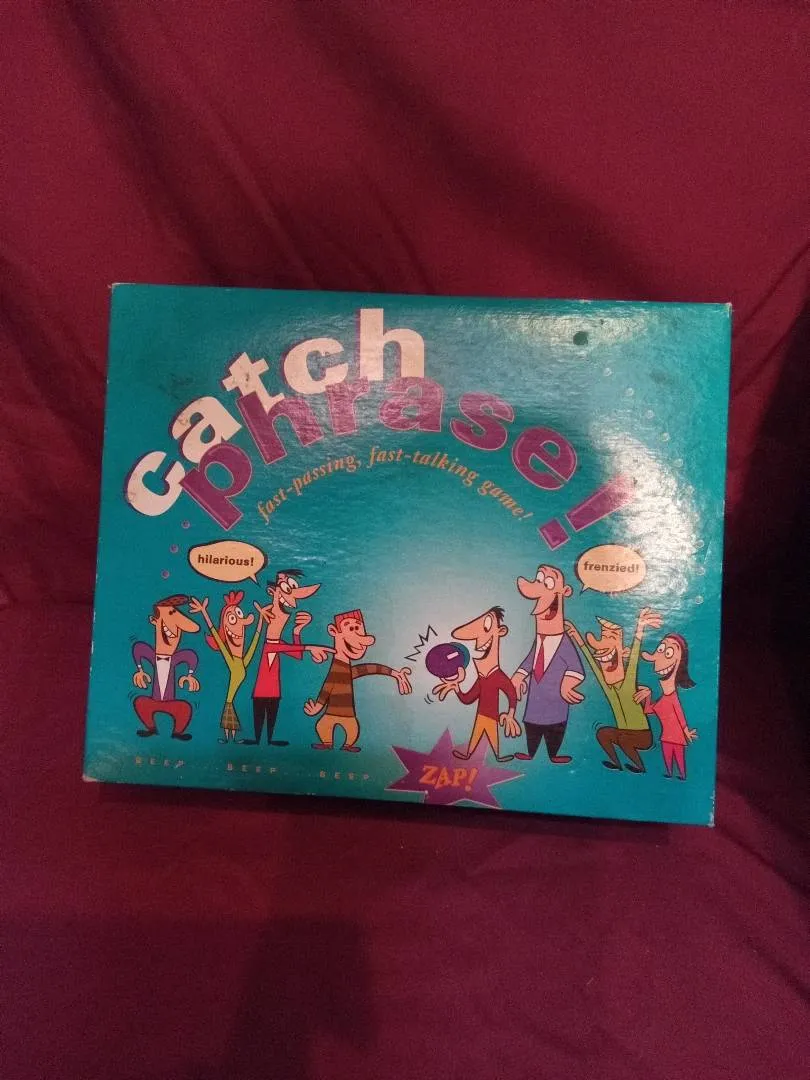 catch
phrase!
fast-passing, fast-talking game!
hilarious!
frenzied!
BEEP BEEP BEEP
ZAP!